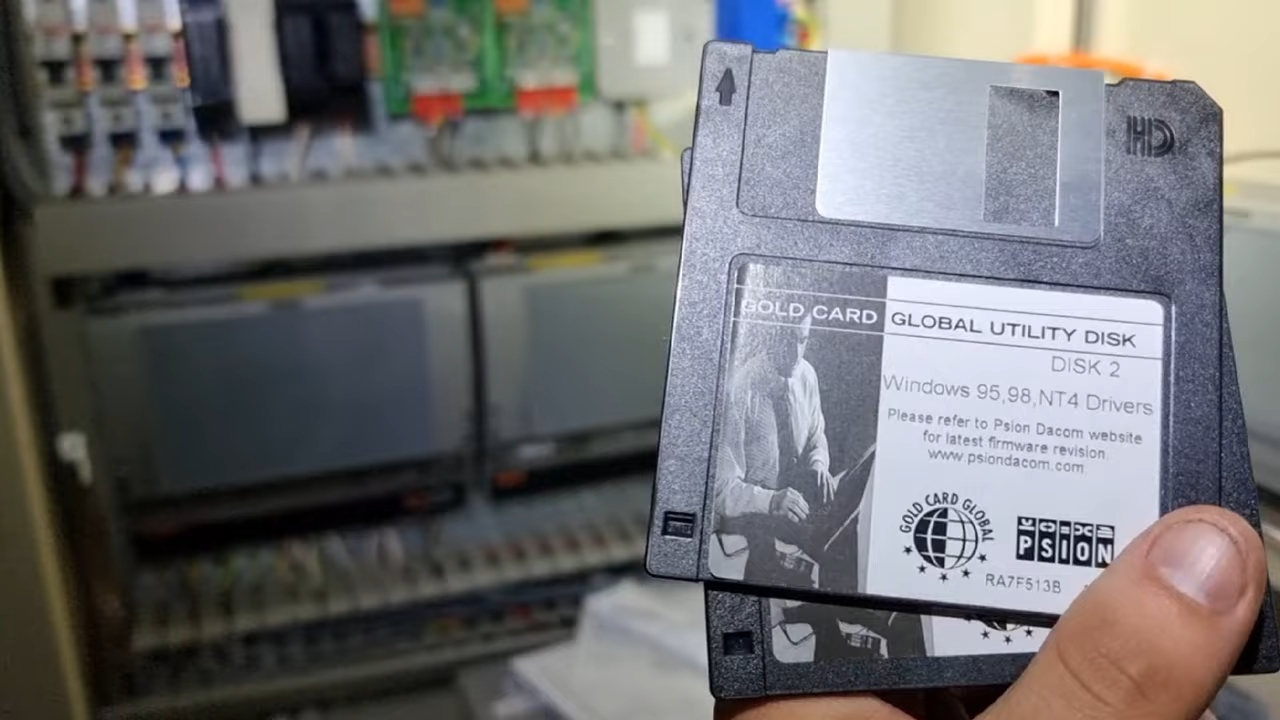 HD
GOLD CARD GLOBAL UTILITY DISK
DISK 2
Windows 95,98,NT4 Drivers
Please refer to Psion Dacom website
for latest firmware revision.
www.psiondacom.com
GOLD CARD GLOBAL
PSION
RA7F513B